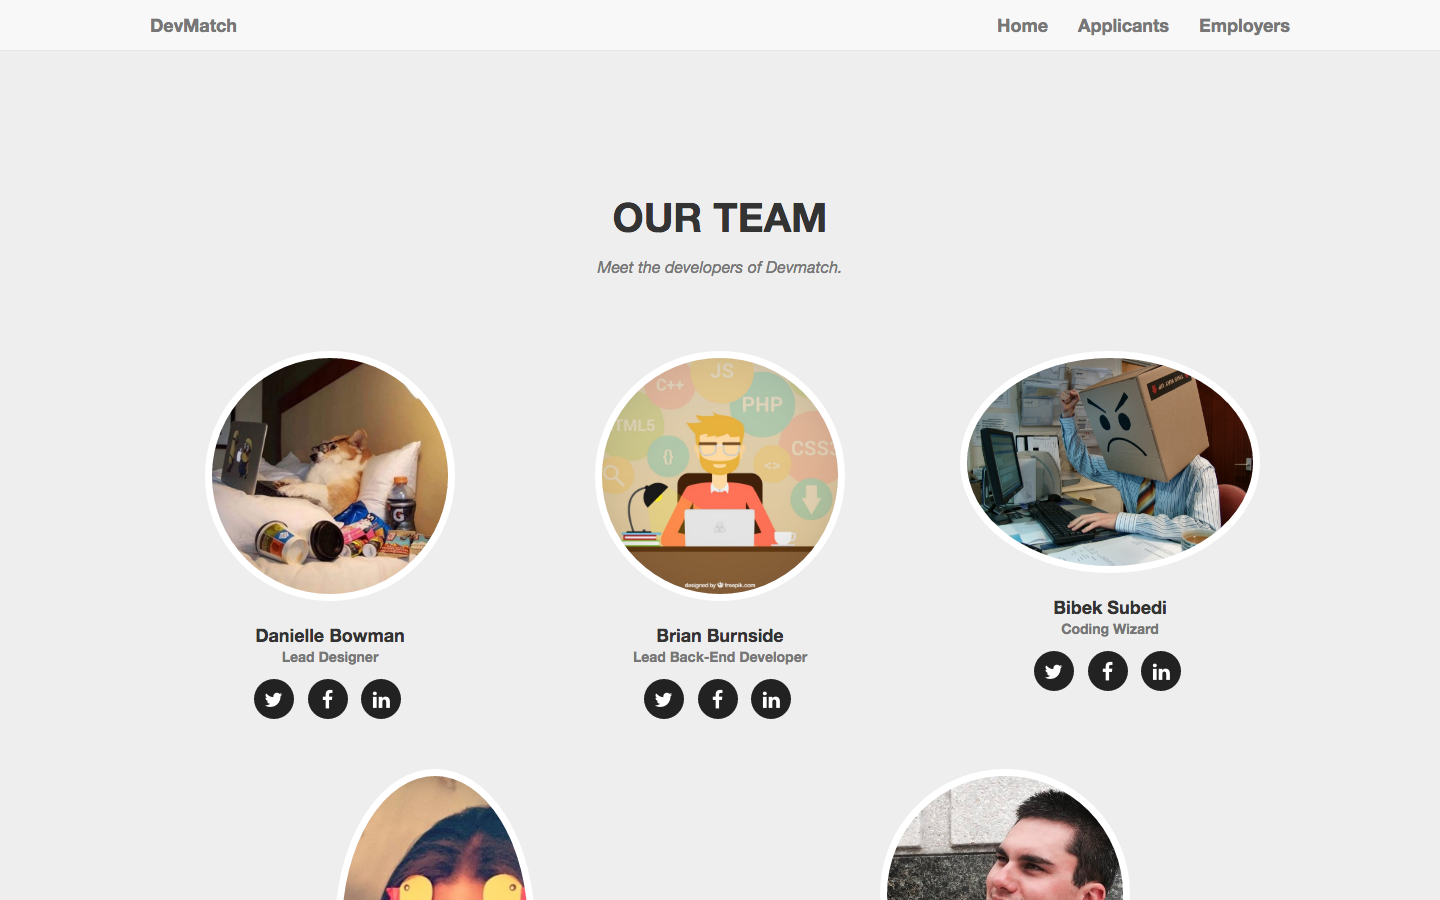 DevMatch
Home Applicants Employers
OUR TEAM
Meet the developers of Devmatch.
JS
C++
PHP
TML5
CSS3
{}
<>
designed by freepik.com
G
Danielle Bowman
Lead Designer
Brian Burnside
Lead Back-End Developer
Bibek Subedi
Coding Wizard